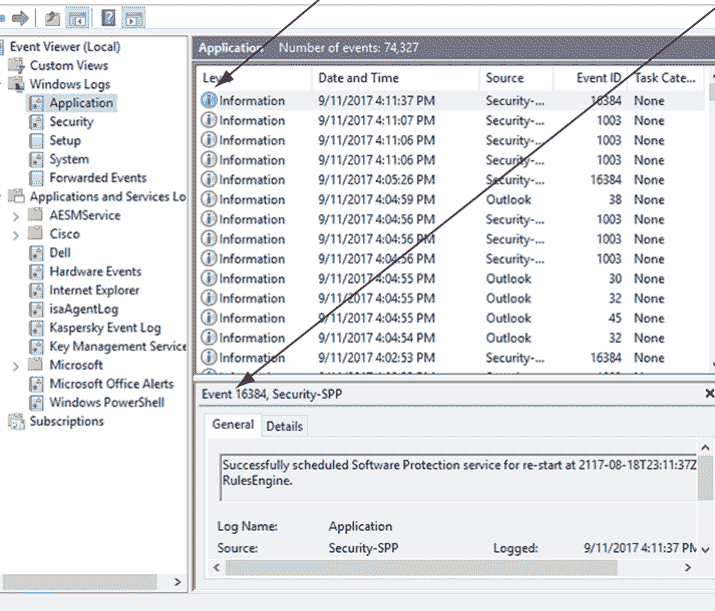 Event Viewer (Local)
Custom Views
Windows Logs
Application
Security
Setup
System
Forwarded Events
Applications and Services Lo
AESMService
Cisco
Dell
Hardware Events
Internet Explorer
isaAgentLog
Kaspersky Event Log
Key Management Service
Microsoft
Microsoft Office Alerts
Windows PowerShell
Subscriptions
Application Number of events: 74,327
Level Date and Time Source Event ID Task Cate...
Information 9/11/2017 4:11:37 PM Security-... 16384 None
Information 9/11/2017 4:11:07 PM Security-... 1003 None
Information 9/11/2017 4:11:06 PM Security-... 1003 None
Information 9/11/2017 4:11:06 PM Security-... 1003 None
Information 9/11/2017 4:05:26 PM Security-... 16384 None
Information 9/11/2017 4:04:59 PM Outlook 38 None
Information 9/11/2017 4:04:56 PM Security-... 1003 None
Information 9/11/2017 4:04:56 PM Security-... 1003 None
Information 9/11/2017 4:04:56 PM Security-... 1003 None
Information 9/11/2017 4:04:55 PM Outlook 30 None
Information 9/11/2017 4:04:55 PM Outlook 32 None
Information 9/11/2017 4:04:55 PM Outlook 45 None
Information 9/11/2017 4:04:54 PM Outlook 32 None
Information 9/11/2017 4:02:53 PM Security-... 16384 None
Event 16384, Security-SPP
General Details
Successfully scheduled Software Protection service for re-start at 2117-08-18T23:11:37Z
RulesEngine.
Log Name: Application
Source: Security-SPP Logged: 9/11/2017 4:11:37 PM